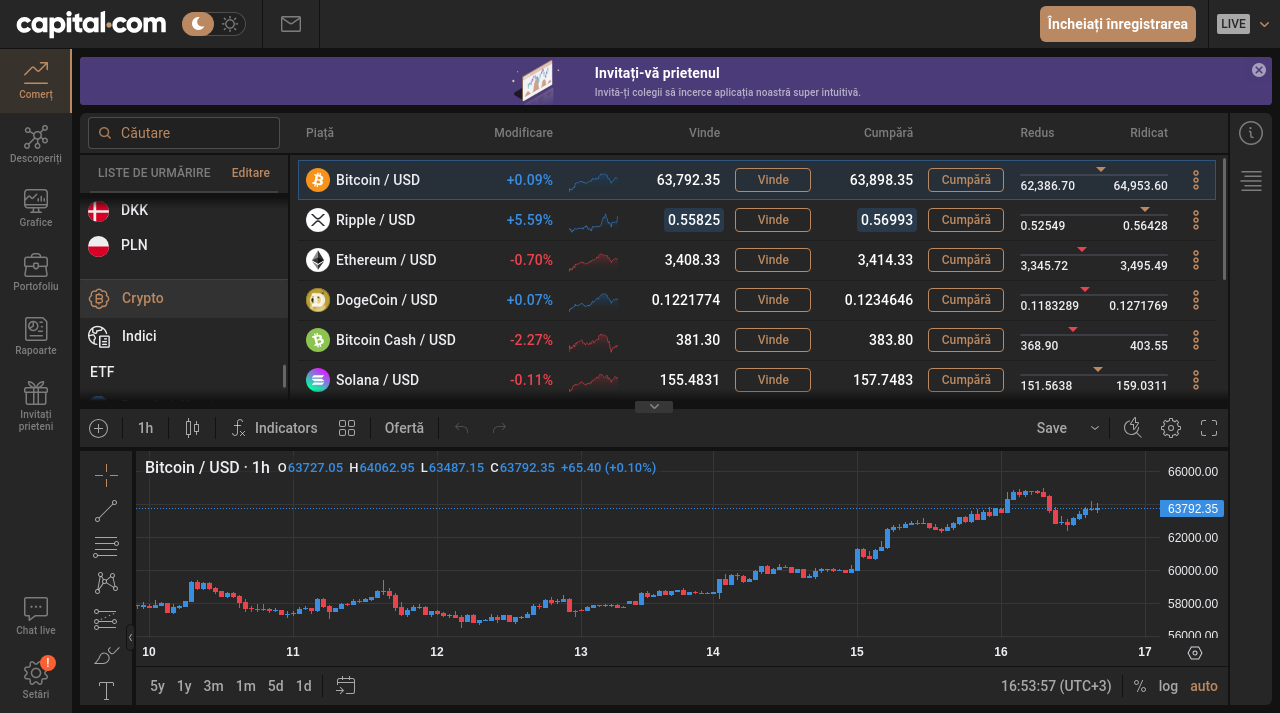 capital.com
Încheiați înregistrarea
LIVE
Comerț
Descoperiți
Grafice
Portofoliu
Rapoarte
Invitați
prieteni
Chat live
!
Setări
Invitați-vă prietenul
Invită-ți colegii să încerce aplicația noastră super intuitivă.
Căutare
LISTE DE URMĂRIRE Editare
DKK
PLN
Crypto
Indici
ETF
Piață Modificare Vinde Cumpără Redus Ridicat
Bitcoin / USD +0.09% 63,792.35 Vinde 63,898.35 Cumpără 62,386.70 64,953.60
Ripple / USD +5.59% 0.55825 Vinde 0.56993 Cumpără 0.52549 0.56428
Ethereum / USD -0.70% 3,408.33 Vinde 3,414.33 Cumpără 3,345.72 3,495.49
DogeCoin / USD +0.07% 0.1221774 Vinde 0.1234646 Cumpără 0.1183289 0.1271769
Bitcoin Cash / USD -2.27% 381.30 Vinde 383.80 Cumpără 368.90 403.55
Solana / USD -0.11% 155.4831 Vinde 157.7483 Cumpără 151.5638 159.0311
1h Indicators Ofertă Save
Bitcoin / USD · 1h O63727.05 H64062.95 L63487.15 C63792.35 +65.40 (+0.10%)
66000.00
63792.35
62000.00
60000.00
58000.00
56000.00
10 11 12 13 14 15 16 17
5y 1y 3m 1m 5d 1d 16:53:57 (UTC+3) % log auto